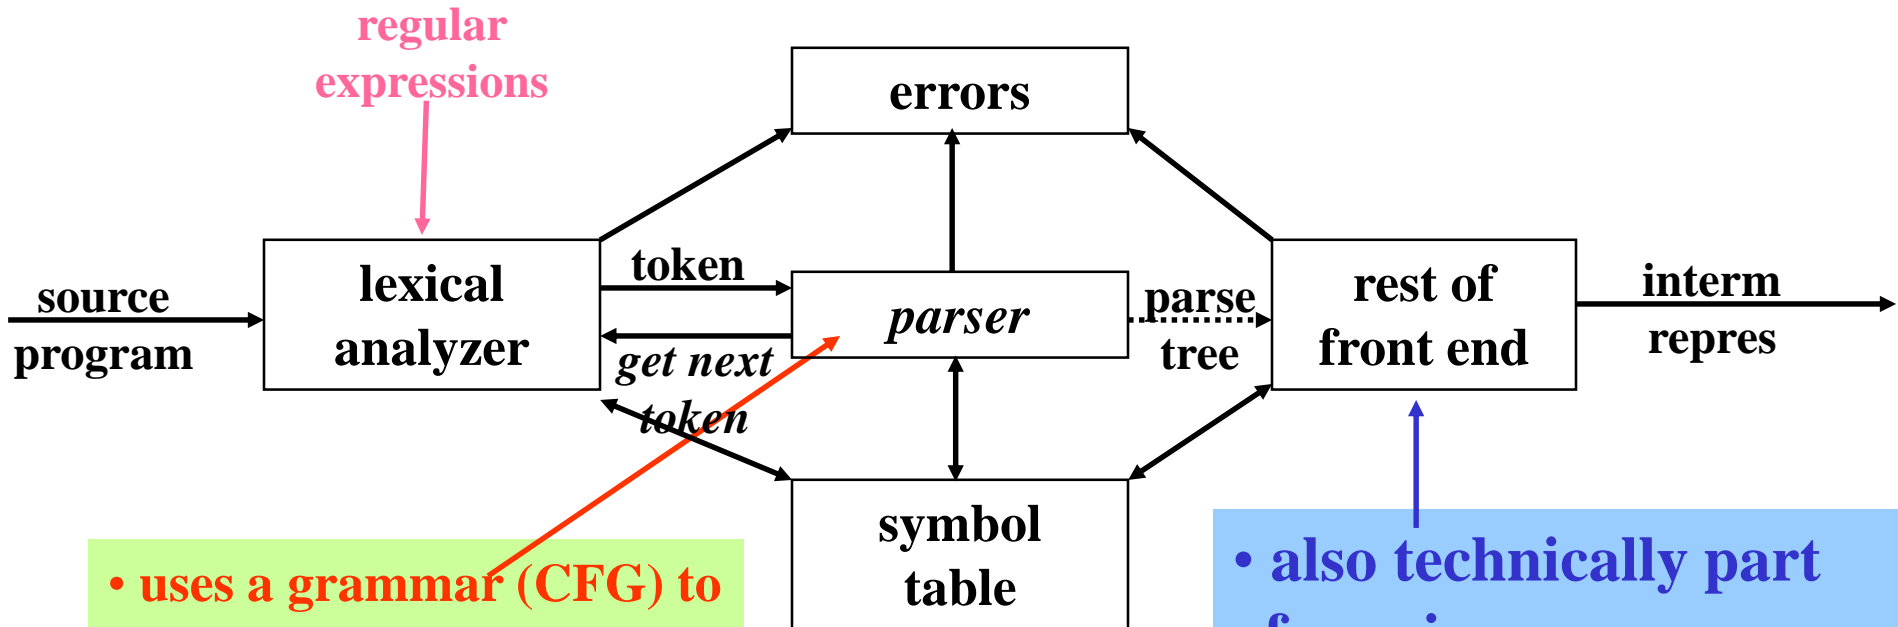 regular
expressions
errors
source
program
lexical
analyzer
token
get next
token
parser
parse
tree
rest of
front end
interm
repres
symbol
table
• uses a grammar (CFG) to
• also technically part